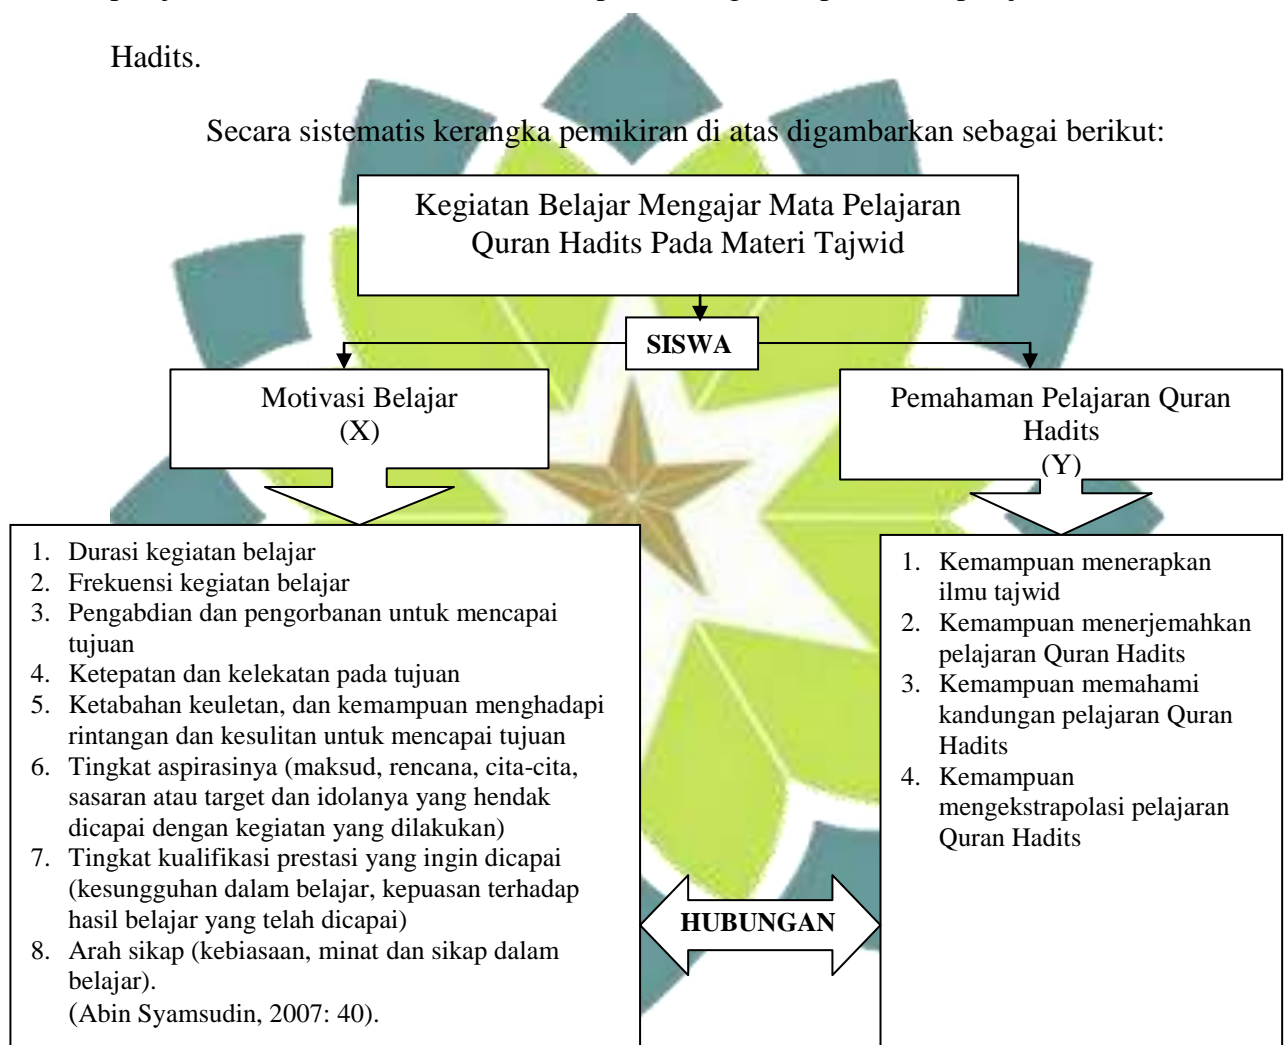 Hadits.
Secara sistematis kerangka pemikiran di atas digambarkan sebagai berikut:
Kegiatan Belajar Mengajar Mata Pelajaran
Quran Hadits Pada Materi Tajwid
SISWA
Motivasi Belajar
(X)
Pemahaman Pelajaran Quran
Hadits
(Y)
1. Durasi kegiatan belajar
2. Frekuensi kegiatan belajar
3. Pengabdian dan pengorbanan untuk mencapai
tujuan
4. Ketepatan dan kelekatan pada tujuan
5. Ketabahan keuletan, dan kemampuan menghadapi
rintangan dan kesulitan untuk mencapai tujuan
6. Tingkat aspirasinya (maksud, rencana, cita-cita,
sasaran atau target dan idolanya yang hendak
dicapai dengan kegiatan yang dilakukan)
7. Tingkat kualifikasi prestasi yang ingin dicapai
(kesungguhan dalam belajar, kepuasan terhadap
hasil belajar yang telah dicapai)
8. Arah sikap (kebiasaan, minat dan sikap dalam
belajar).
(Abin Syamsudin, 2007: 40).
HUBUNGAN
1. Kemampuan menerapkan
ilmu tajwid
2. Kemampuan menerjemahkan
pelajaran Quran Hadits
3. Kemampuan memahami
kandungan pelajaran Quran
Hadits
4. Kemampuan
mengekstrapolasi pelajaran
Quran Hadits